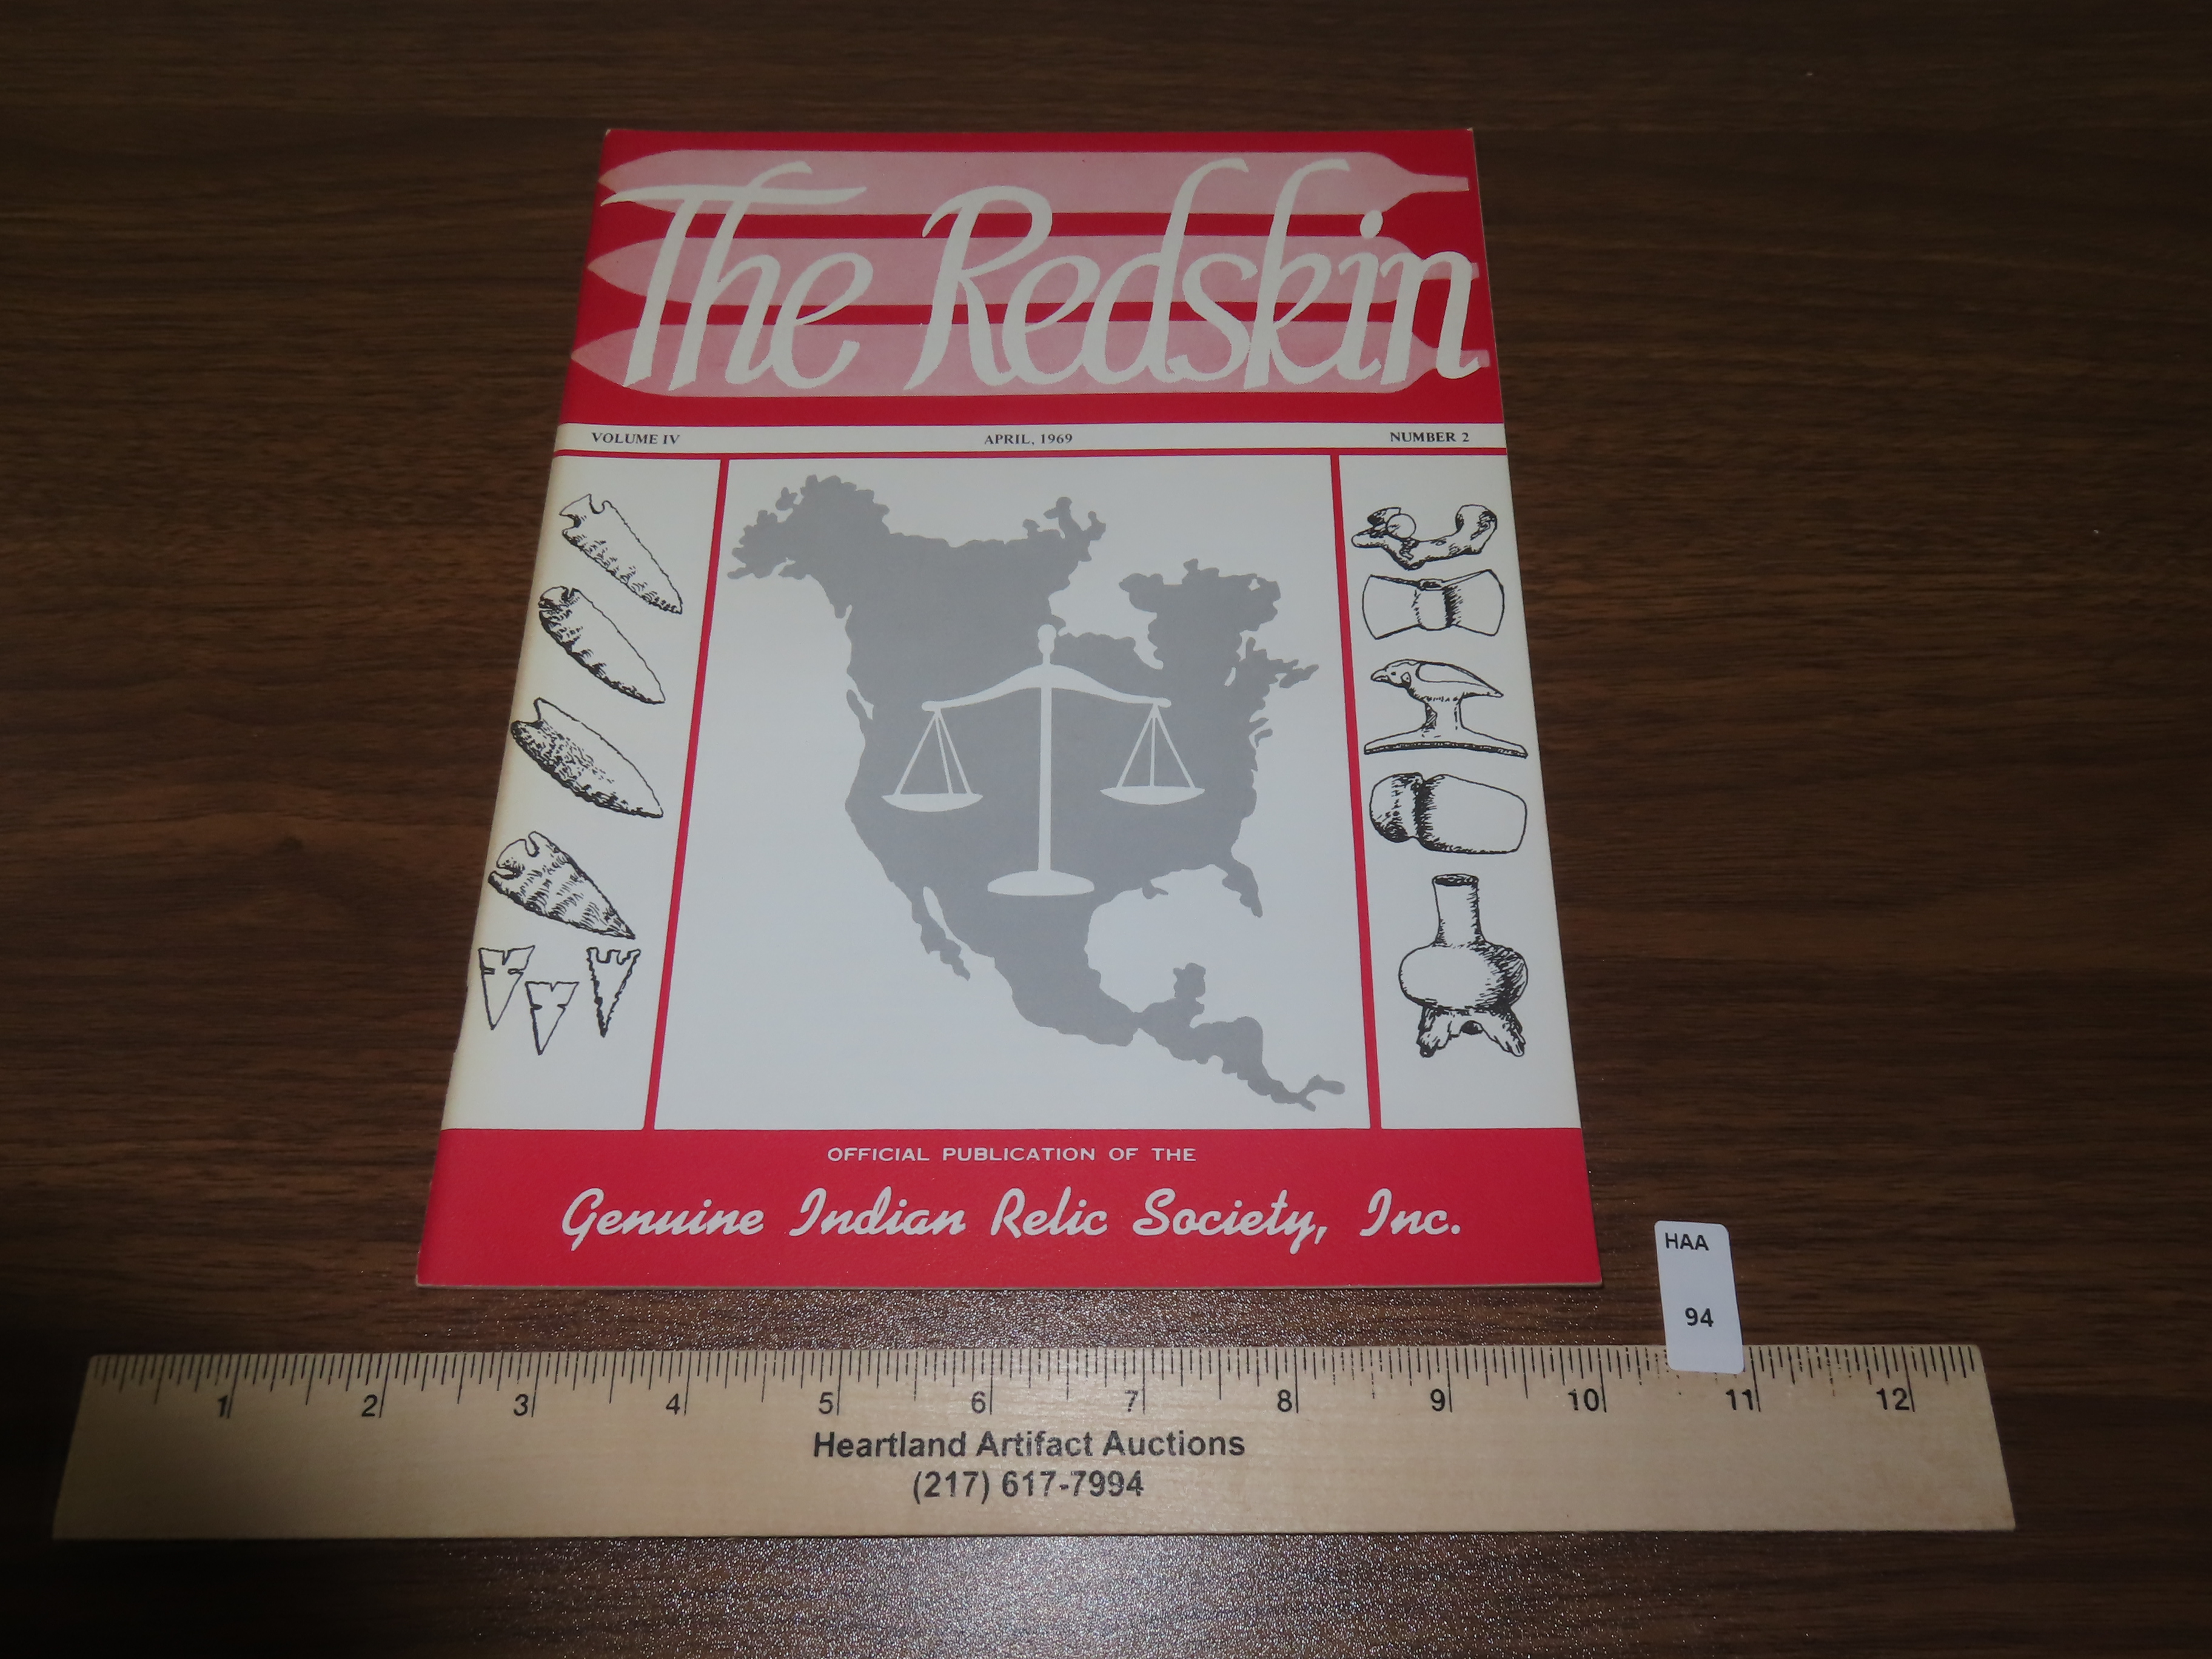 The Redskin
VOLUME IV APRIL, 1969 NUMBER 2
OFFICIAL PUBLICATION OF THE
Genuine Indian Relic Society, Inc.
HAA
94
1 2 3 4 5 6 7 8 9 10 11 12
Heartland Artifact Auctions
(217) 617-7994